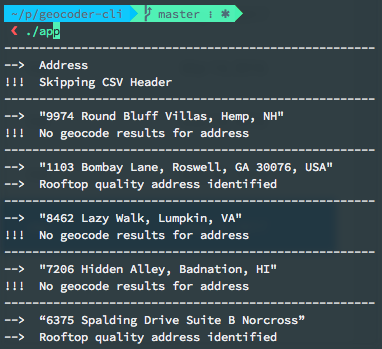 ~/p/geocoder-cli master ⁝ ✱
❮ ./app
--> Address
!!! Skipping CSV Header
--> "9974 Round Bluff Villas, Hemp, NH"
!!! No geocode results for address
--> "1103 Bombay Lane, Roswell, GA 30076, USA"
--> Rooftop quality address identified
--> "8462 Lazy Walk, Lumpkin, VA"
!!! No geocode results for address
--> "7206 Hidden Alley, Badnation, HI"
!!! No geocode results for address
--> “6375 Spalding Drive Suite B Norcross”
--> Rooftop quality address identified